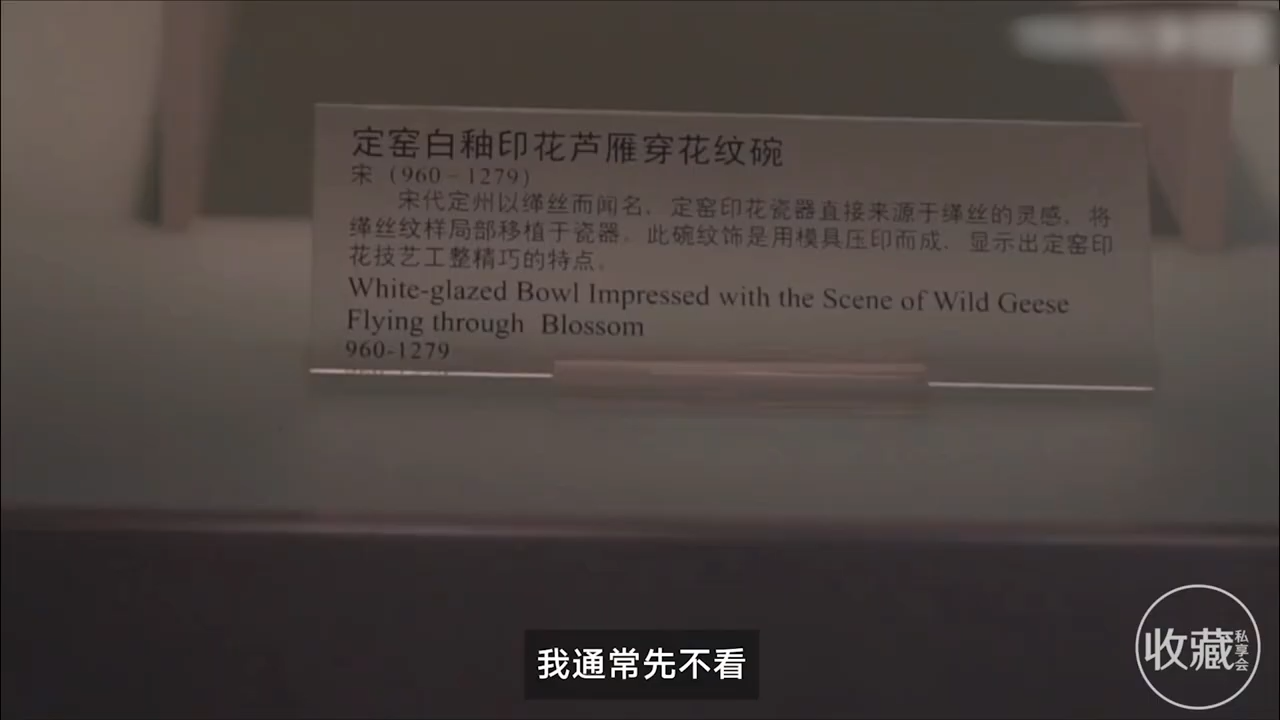 定窑白釉印花芦雁穿花纹碗
宋（960－1279）
宋代定州以缂丝而闻名，定窑印花瓷器直接来源于缂丝的灵感，将
缂丝纹样局部移植于瓷器。此碗纹饰是用模具压印而成，显示出定窑印
花技艺工整精巧的特点。
White-glazed Bowl Impressed with the Scene of Wild Geese
Flying through Blossom
960-1279
我通常先不看
收藏
私享会